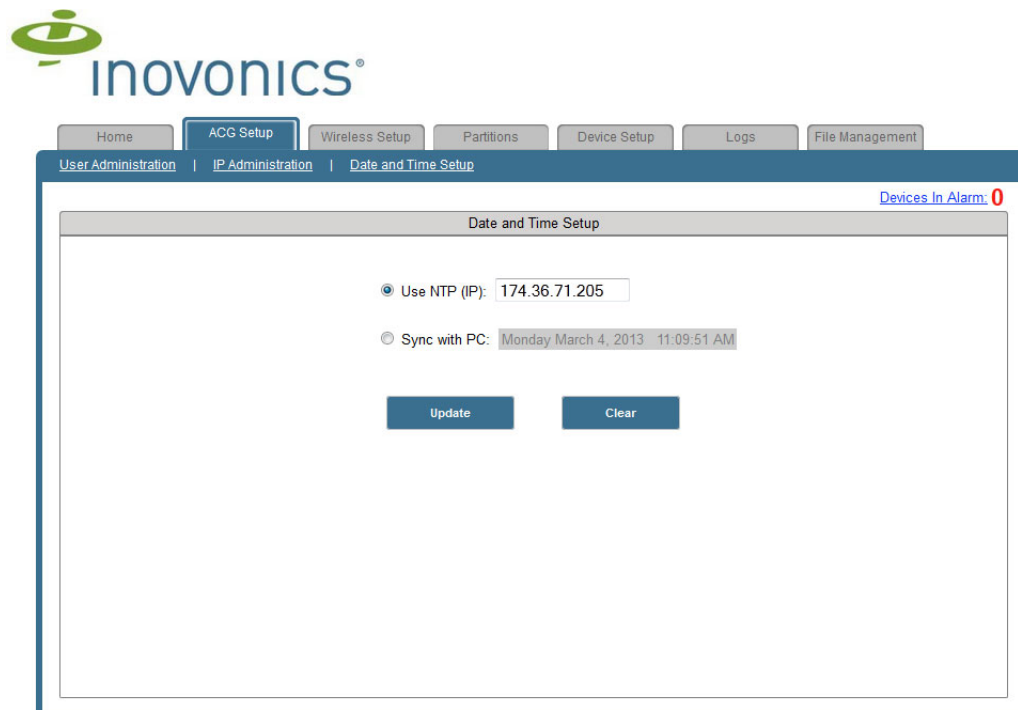 inovonics®
Home ACG Setup Wireless Setup Partitions Device Setup Logs File Management
User Administration | IP Administration | Date and Time Setup
Devices In Alarm: 0
Date and Time Setup
Use NTP (IP): 174.36.71.205
Sync with PC: Monday March 4, 2013 11:09:51 AM
Update Clear